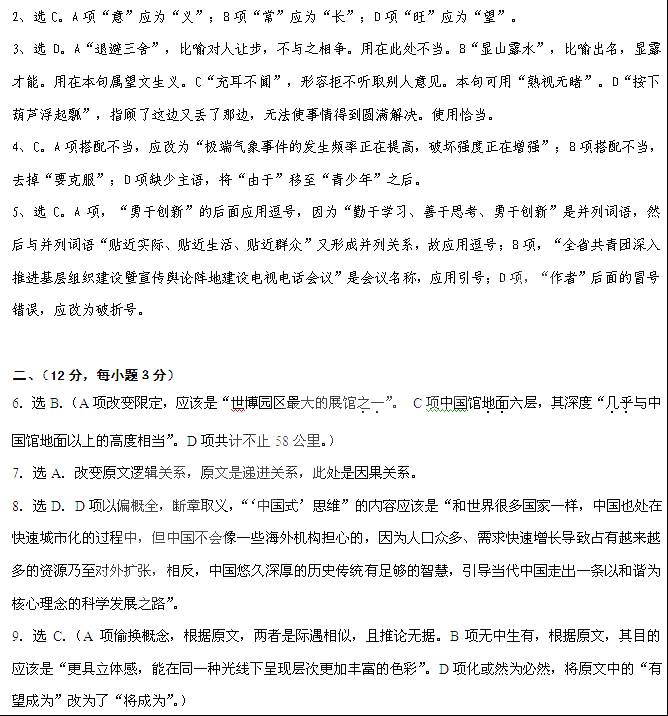 2、选 C。A 项“意”应为“义”；B 项“常”应为“长”；D 项“旺”应为“望”。
3、选 D。A“退避三舍”，比喻对人让步，不与之相争。用在此处不当。B“显山露水”，比喻出名，显露
才能。用在本句属望文生义。C“充耳不闻”，形容拒不听取别人意见。本句可用“熟视无睹”。D“按下
葫芦浮起瓢”，指顾了这边又丢了那边，无法使事情得到圆满解决。使用恰当。
4、C。A 项搭配不当，应改为“极端气象事件的发生频率正在提高，破坏强度正在增强”；B 项搭配不当，
去掉“要克服”；D 项缺少主语，将“由于”移至“青少年”之后。
5、选 C。A 项，“勇于创新”的后面应用逗号，因为“勤于学习、善于思考、勇于创新”是并列词语，然
后与并列词语“贴近实际、贴近生活、贴近群众”又形成并列关系，故应用逗号；B 项，“全省共青团深入
推进基层组织建设暨宣传舆论阵地建设电视电话会议”是会议名称，应用引号；D 项，“作者”后面的冒号
错误，应改为破折号。
二、（12 分，每小题 3 分）
6．选 B．（A 项改变限定，应该是“世博园区最大的展馆之一”。 C 项中国馆地面六层，其深度“几乎与中
国馆地面以上的高度相当”。D 项共计不止 58 公里。）
7．选 A．改变原文逻辑关系，原文是递进关系，此处是因果关系。
8．选 D．D 项以偏概全，断章取义，“‘中国式’思维”的内容应该是“和世界很多国家一样，中国也处在
快速城市化的过程中，但中国不会像一些海外机构担心的，因为人口众多、需求快速增长导致占有越来越
多的资源乃至对外扩张，相反，中国悠久深厚的历史传统有足够的智慧，引导当代中国走出一条以和谐为
核心理念的科学发展之路”。
9．选 C．（A 项偷换概念，根据原文，两者是际遇相似，且推论无据。B 项无中生有，根据原文，其目的
应该是“更具立体感，能在同一种光线下呈现层次更加丰富的色彩”。D 项化或然为必然，将原文中的“有
望成为”改为了“将成为”。）